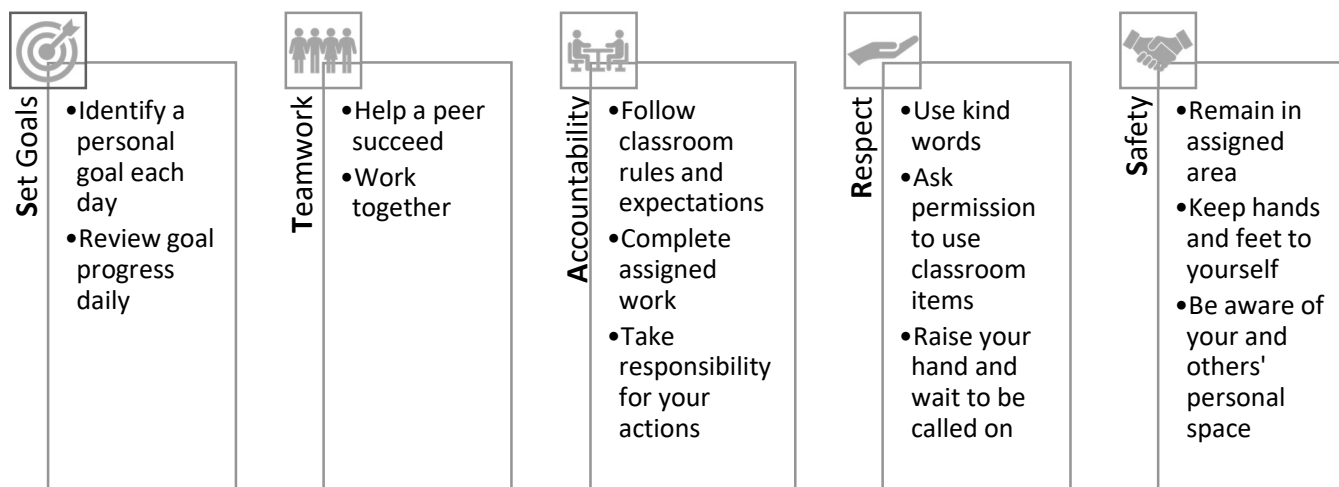 Set Goals
•Identify a
personal
goal each
day
•Review goal
progress
daily
Teamwork
•Help a peer
succeed
•Work
together
Accountability
•Follow
classroom
rules and
expectations
•Complete
assigned
work
•Take
responsibility
for your
actions
Respect
•Use kind
words
•Ask
permission
to use
classroom
items
•Raise your
hand and
wait to be
called on
Safety
•Remain in
assigned
area
•Keep hands
and feet to
yourself
•Be aware of
your and
others'
personal
space